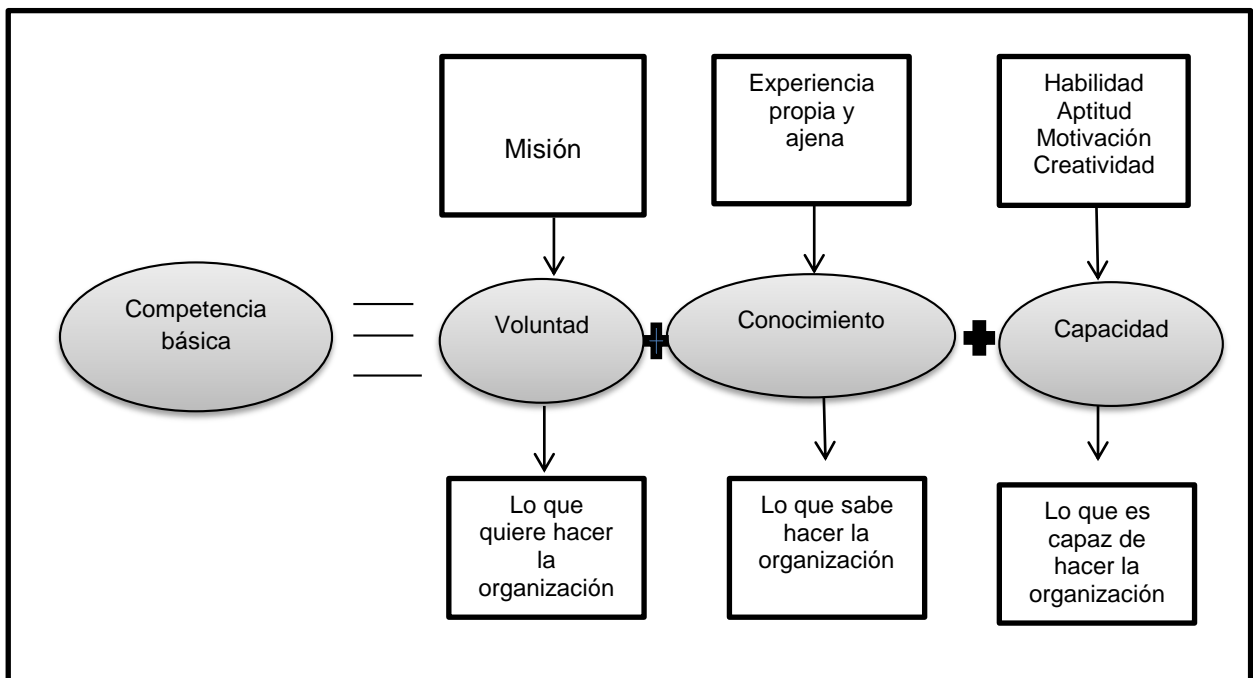 Misión
Experiencia
propia y
ajena
Habilidad
Aptitud
Motivación
Creatividad
Competencia
básica
Voluntad
Conocimiento
Capacidad
Lo que
quiere hacer
la
organización
Lo que sabe
hacer la
organización
Lo que es
capaz de
hacer la
organización